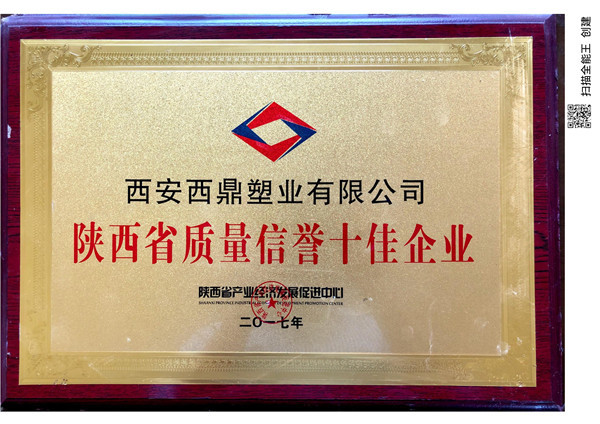 西安西鼎塑业有限公司
陕西省质量信誉十佳企业
陕西省产业经济发展促进中心
二〇一七年
扫描全能王 创建